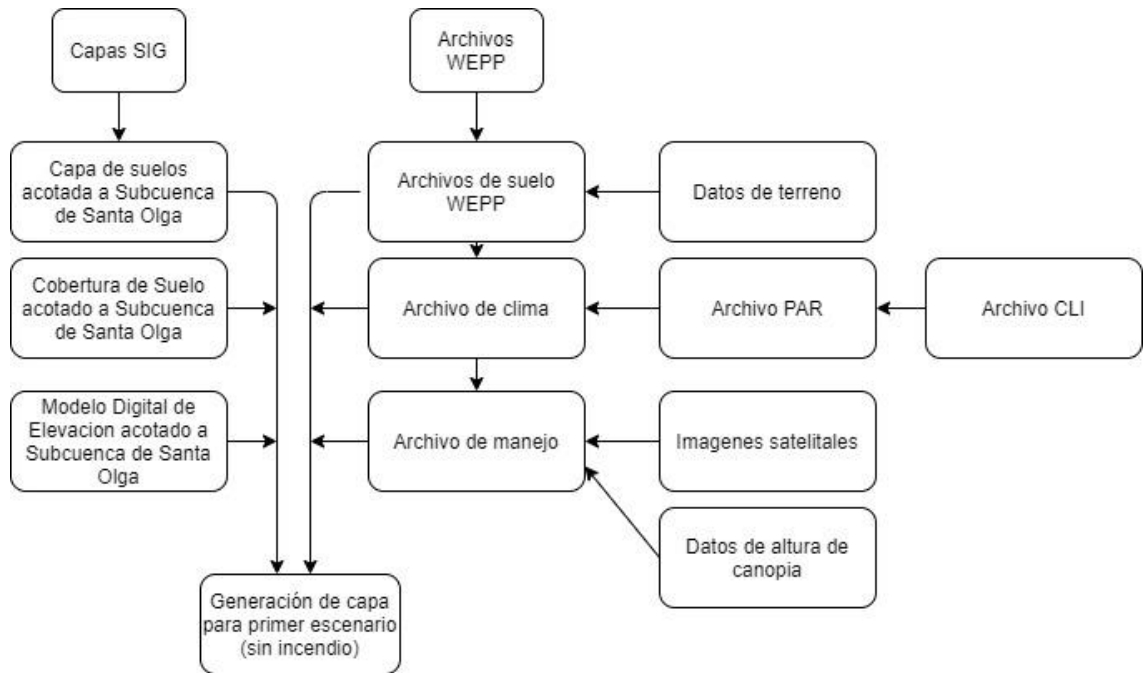 Capas SIG
Archivos
WEPP
Capa de suelos
acotada a Subcuenca
de Santa Olga
Archivos de suelo
WEPP
Datos de terreno
Cobertura de Suelo
acotado a Subcuenca
de Santa Olga
Archivo de clima
Archivo PAR
Archivo CLI
Modelo Digital de
Elevacion acotado a
Subcuenca de Santa
Olga
Archivo de manejo
Imagenes satelitales
Datos de altura de
canopia
Generación de capa
para primer escenario
(sin incendio)